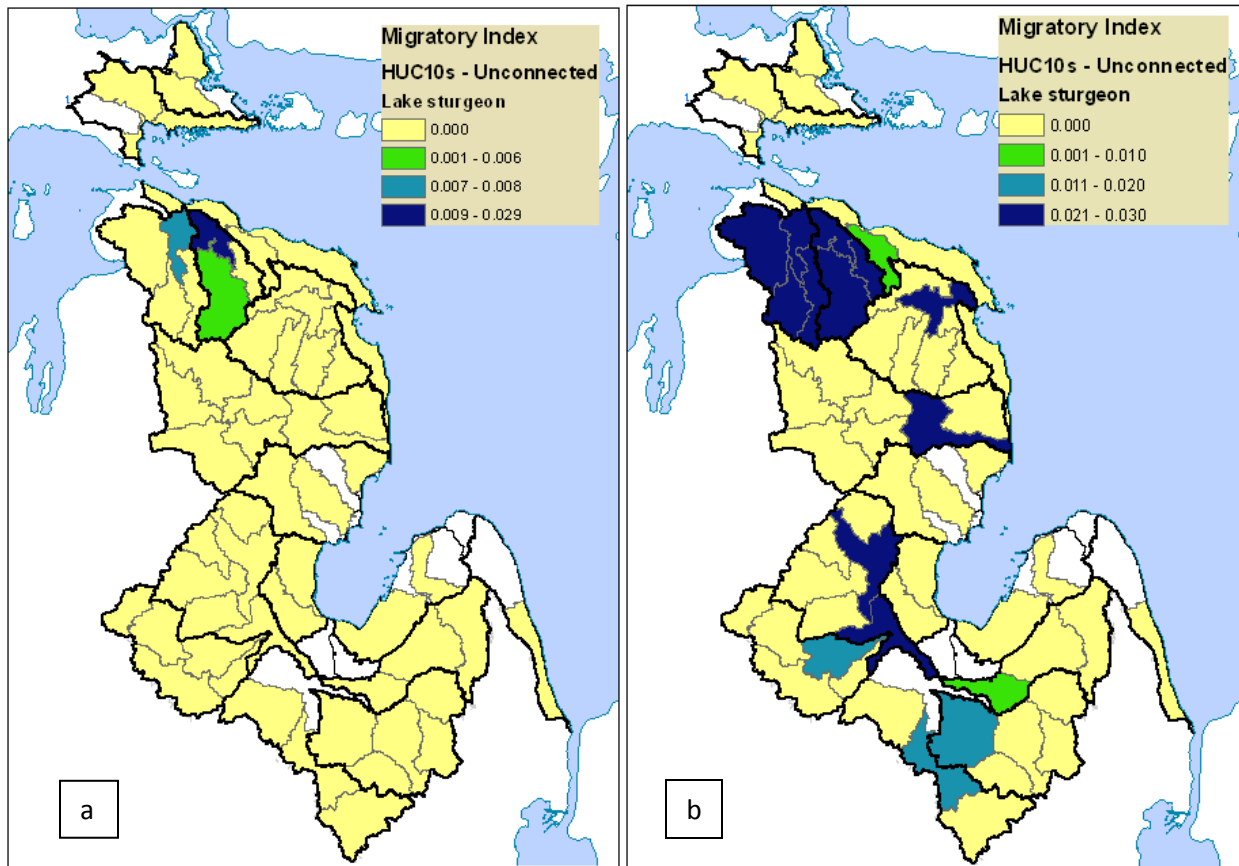 Migratory Index
HUC10s - Unconnected
Lake sturgeon
0.000
0.001 - 0.006
0.007 - 0.008
0.009 - 0.029
1
a
Migratory Index
HUC10s - Unconnected
Lake sturgeon
0.000
0.001 - 0.010
0.011 - 0.020
0.021 - 0.030
1
b